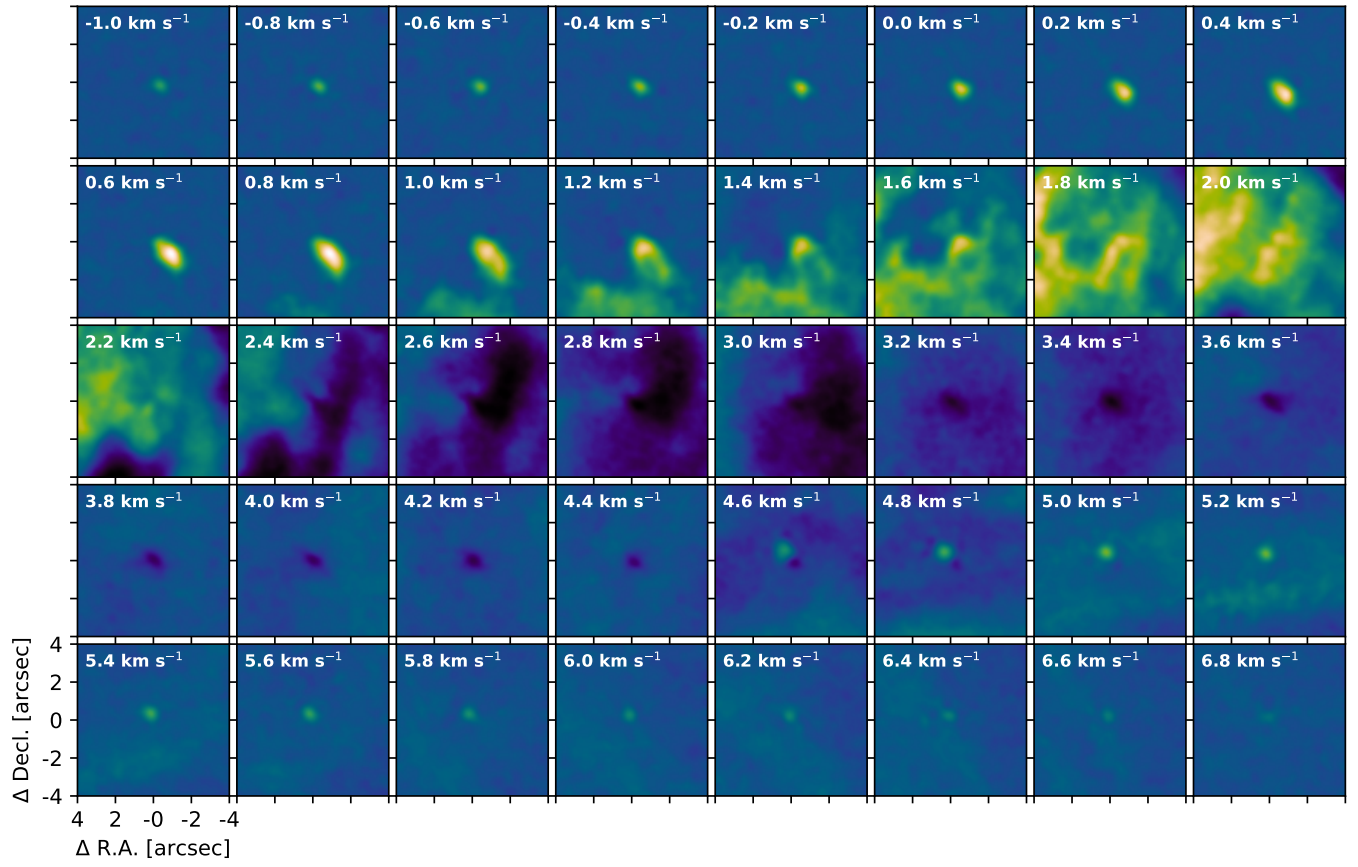 -1.0 km s⁻¹ -0.8 km s⁻¹ -0.6 km s⁻¹ -0.4 km s⁻¹ -0.2 km s⁻¹ 0.0 km s⁻¹ 0.2 km s⁻¹ 0.4 km s⁻¹
0.6 km s⁻¹ 0.8 km s⁻¹ 1.0 km s⁻¹ 1.2 km s⁻¹ 1.4 km s⁻¹ 1.6 km s⁻¹ 1.8 km s⁻¹ 2.0 km s⁻¹
2.2 km s⁻¹ 2.4 km s⁻¹ 2.6 km s⁻¹ 2.8 km s⁻¹ 3.0 km s⁻¹ 3.2 km s⁻¹ 3.4 km s⁻¹ 3.6 km s⁻¹
3.8 km s⁻¹ 4.0 km s⁻¹ 4.2 km s⁻¹ 4.4 km s⁻¹ 4.6 km s⁻¹ 4.8 km s⁻¹ 5.0 km s⁻¹ 5.2 km s⁻¹
5.4 km s⁻¹ 5.6 km s⁻¹ 5.8 km s⁻¹ 6.0 km s⁻¹ 6.2 km s⁻¹ 6.4 km s⁻¹ 6.6 km s⁻¹ 6.8 km s⁻¹
Δ Decl. [arcsec]
4
2
0
-2
-4
4 2 -0 -2 -4
Δ R.A. [arcsec]